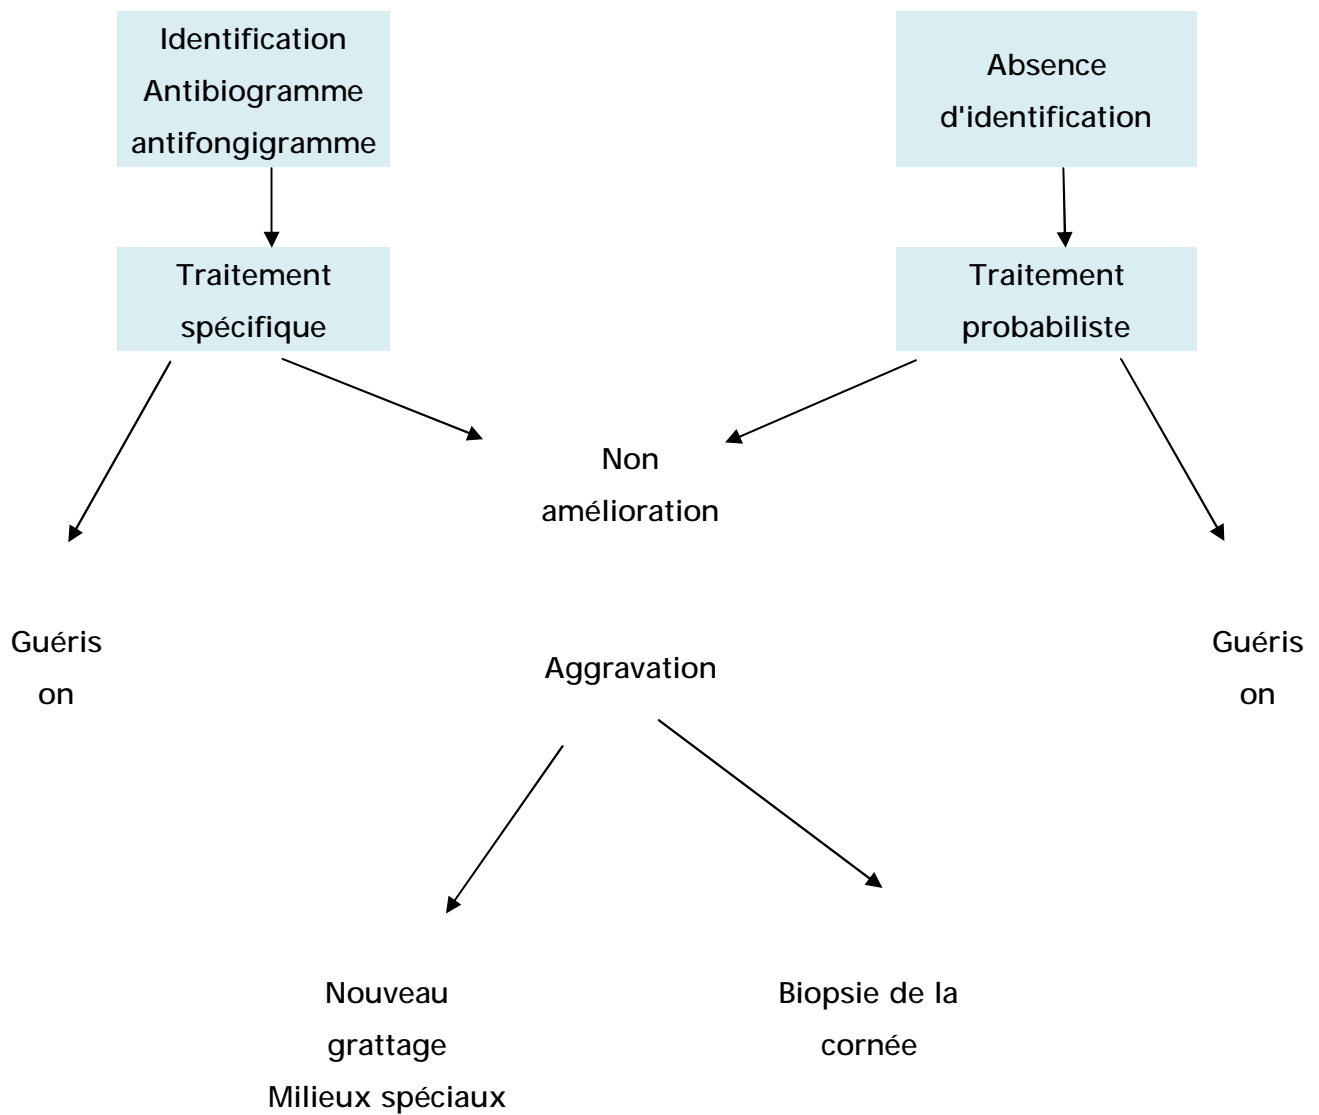 Identification
Antibiogramme
antifongigramme
Absence
d'identification
Traitement
spécifique
Traitement
probabiliste
Non
amélioration
Guéris
on
Aggravation
Guéris
on
Nouveau
grattage
Milieux spéciaux
Biopsie de la
cornée